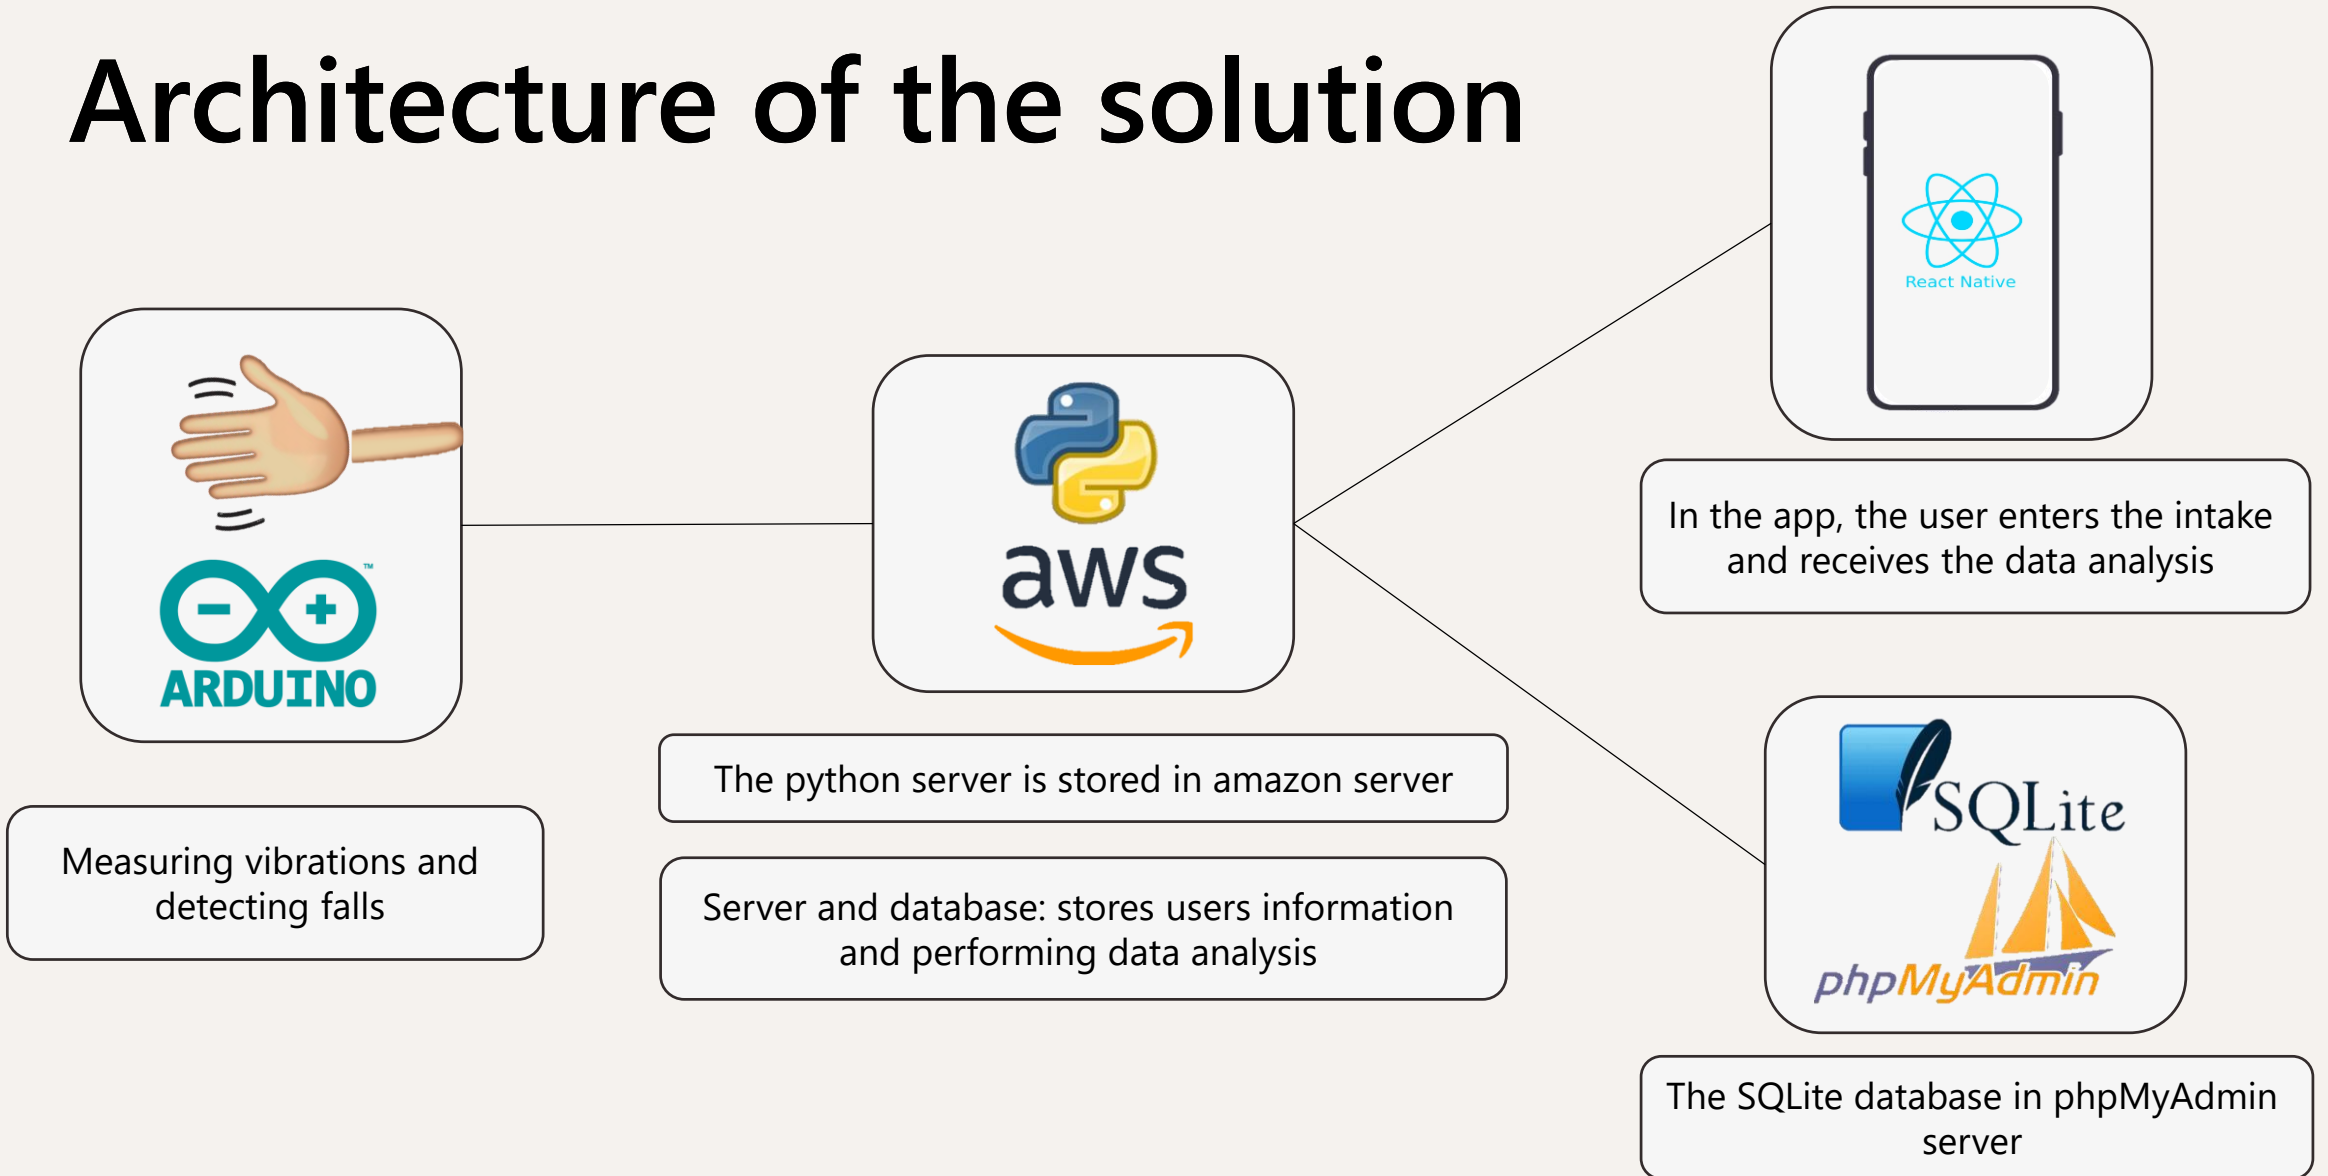 Architecture of the solution
React Native
ARDUINO
™
aws
In the app, the user enters the intake
and receives the data analysis
The python server is stored in amazon server
Measuring vibrations and
detecting falls
Server and database: stores users information
and performing data analysis
SQLite
phpMyAdmin
The SQLite database in phpMyAdmin
server